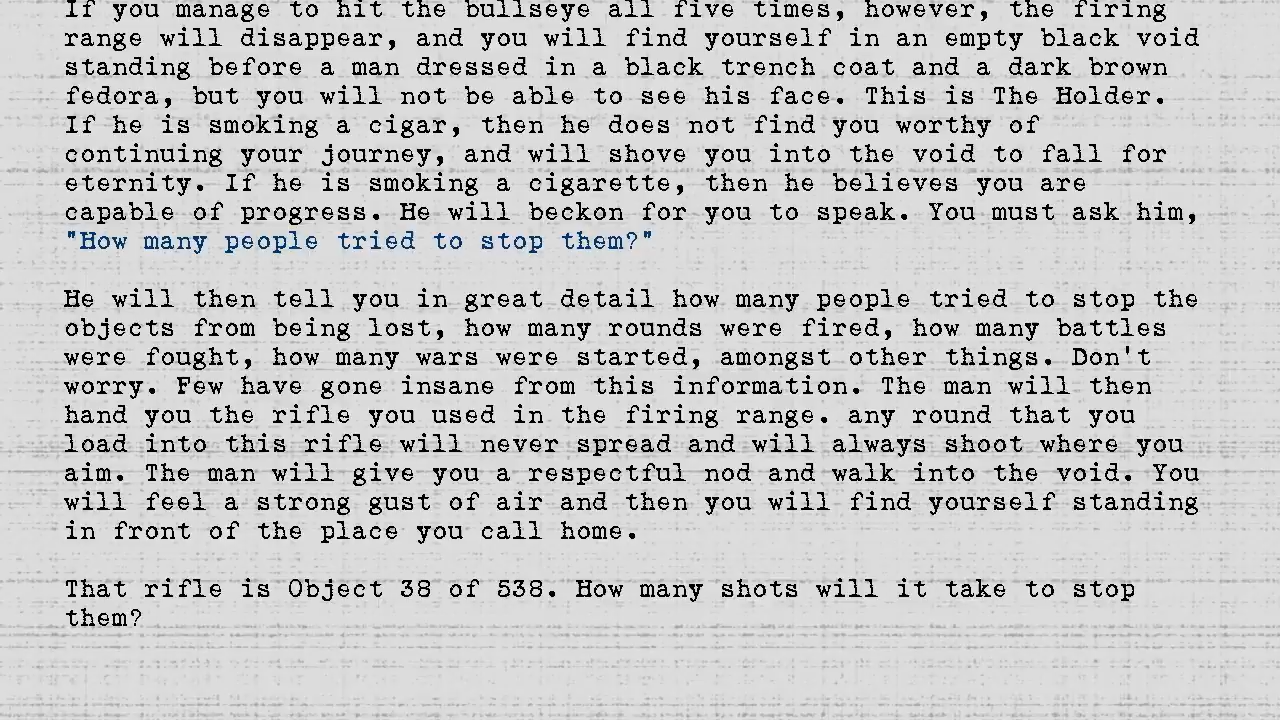 If you manage to hit the bullseye all five times, however, the firing
range will disappear, and you will find yourself in an empty black void
standing before a man dressed in a black trench coat and a dark brown
fedora, but you will not be able to see his face. This is The Holder.
If he is smoking a cigar, then he does not find you worthy of
continuing your journey, and will shove you into the void to fall for
eternity. If he is smoking a cigarette, then he believes you are
capable of progress. He will beckon for you to speak. You must ask him,
"How many people tried to stop them?"
He will then tell you in great detail how many people tried to stop the
objects from being lost, how many rounds were fired, how many battles
were fought, how many wars were started, amongst other things. Don't
worry. Few have gone insane from this information. The man will then
hand you the rifle you used in the firing range. any round that you
load into this rifle will never spread and will always shoot where you
aim. The man will give you a respectful nod and walk into the void. You
will feel a strong gust of air and then you will find yourself standing
in front of the place you call home.
That rifle is Object 38 of 538. How many shots will it take to stop
them?